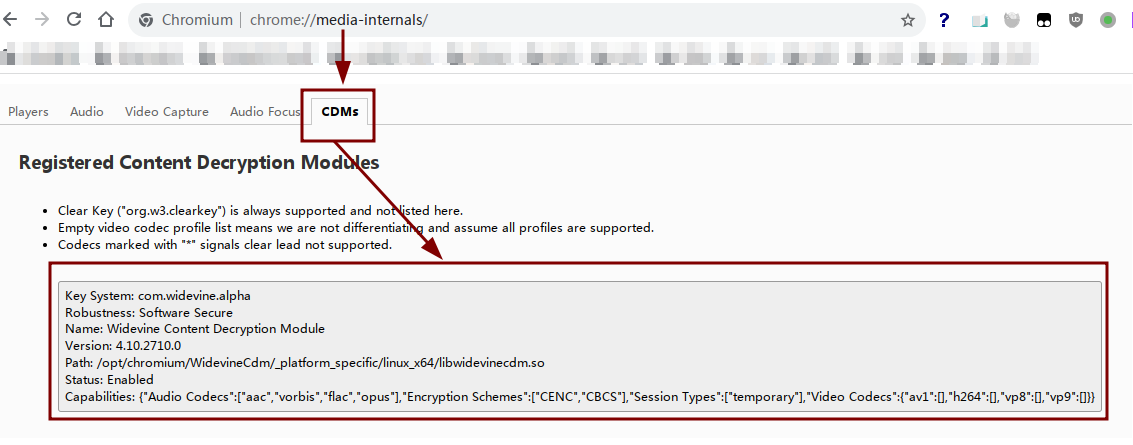 Chromium | chrome://media-internals/
Players Audio Video Capture Audio Focus CDMs
Registered Content Decryption Modules
• Clear Key ("org.w3.clearkey") is always supported and not listed here.
• Empty video codec profile list means we are not differentiating and assume all profiles are supported.
• Codecs marked with "*" signals clear lead not supported.
Key System: com.widevine.alpha
Robustness: Software Secure
Name: Widevine Content Decryption Module
Version: 4.10.2710.0
Path: /opt/chromium/WidevineCdm/_platform_specific/linux_x64/libwidevinecdm.so
Status: Enabled
Capabilities: {"Audio Codecs":["aac","vorbis","flac","opus"],"Encryption Schemes":["CENC","CBCS"],"Session Types":["temporary"],"Video Codecs":{"av1":[],"h264":[],"vp8":[],"vp9":[]}}